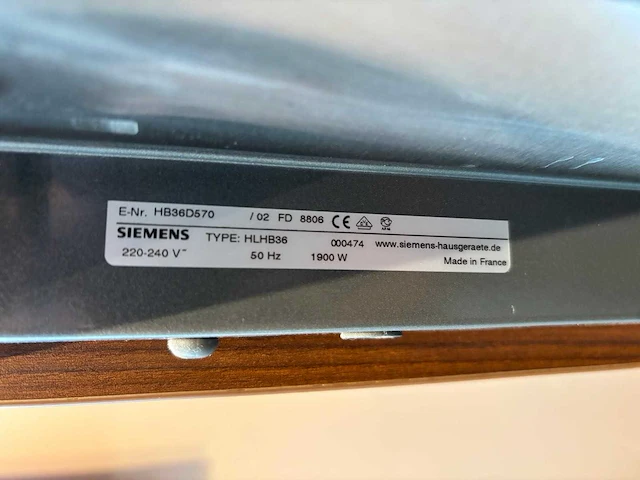 E-Nr. HB36D570 / 02 FD 8806 CE
SIEMENS TYPE: HLHB36 000474 www.siemens-hausgeraete.de
220-240 V~ 50 Hz 1900 W Made in France